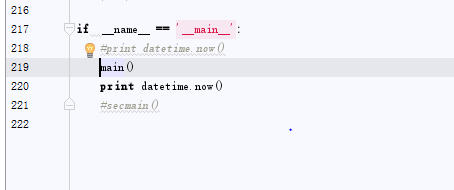 216
217 if __name__ == '__main__':
218 #print datetime.now()
219 main()
220 print datetime.now()
221 #secmain()
222